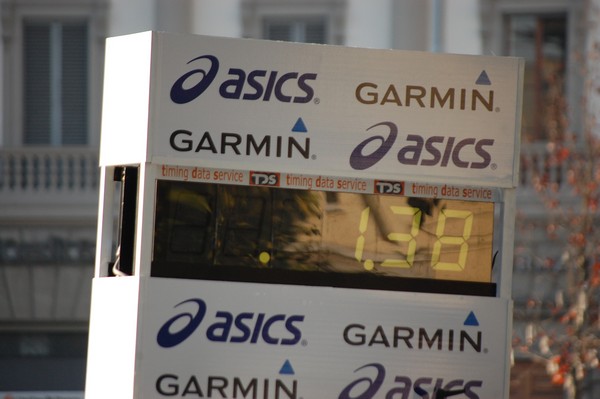 asics GARMIN
GARMIN asics
timing data service TDS timing data service TDS timing data service
1.38
asics GARMIN
GARMIN asics